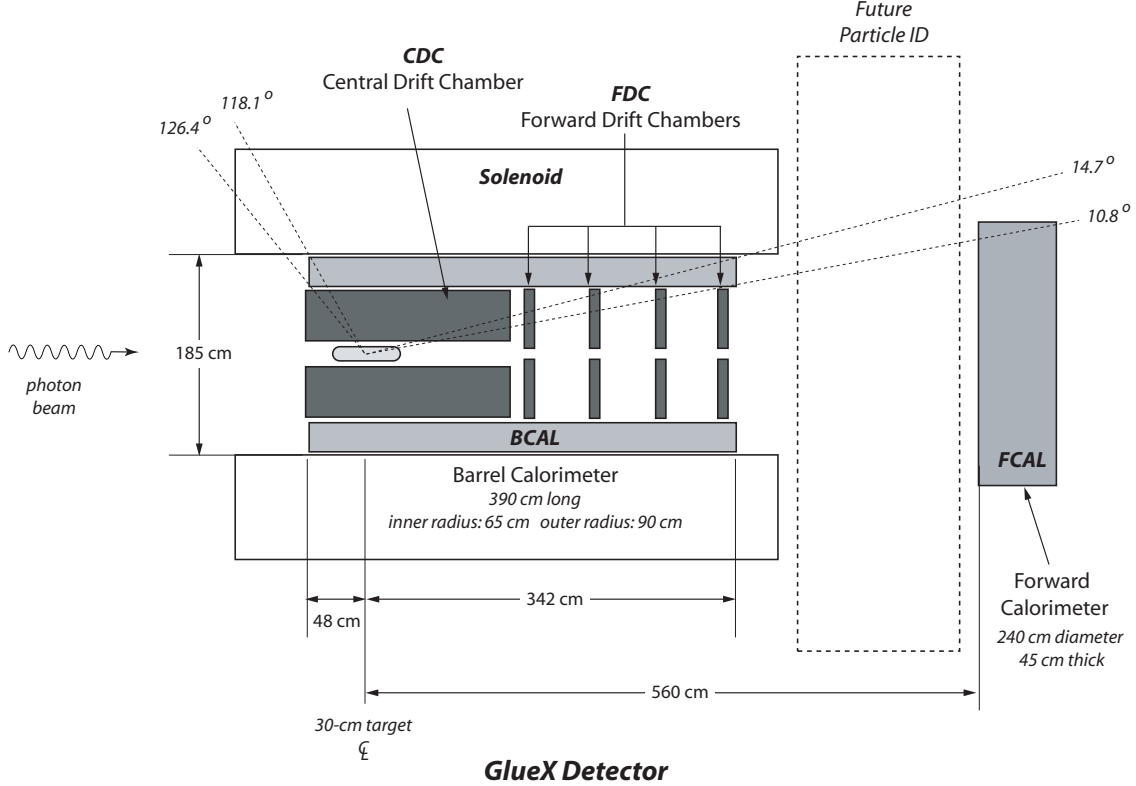 Future
Particle ID
CDC
Central Drift Chamber
FDC
Forward Drift Chambers
118.1 o
126.4 o
Solenoid
14.7 o
10.8 o
185 cm
photon
beam
BCAL
Barrel Calorimeter
390 cm long
inner radius: 65 cm outer radius: 90 cm
FCAL
Forward
Calorimeter
240 cm diameter
45 cm thick
342 cm
48 cm
560 cm
30-cm target
℄
GlueX Detector